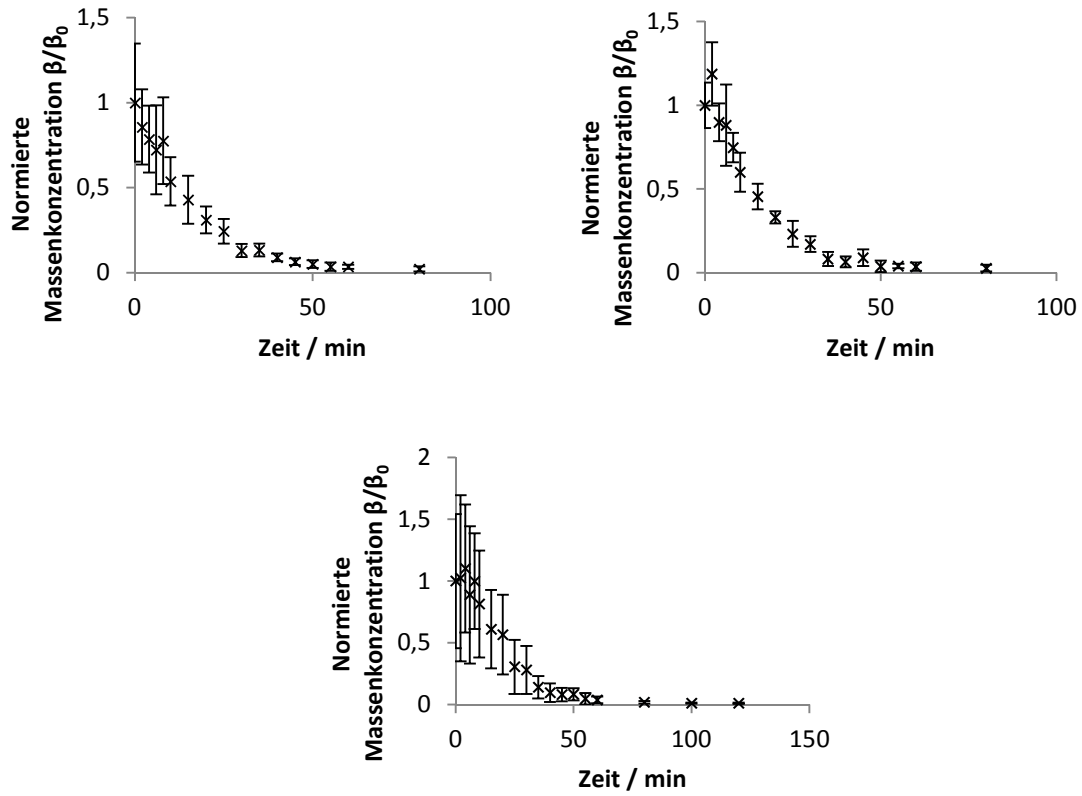 Normierte
Massenkonzentration β/β₀
1,5
1
0,5
0
0
50
100
Zeit / min
Normierte
Massenkonzentration β/β₀
1,5
1
0,5
0
0
50
100
Zeit / min
Normierte
Massenkonzentration β/β₀
2
1,5
1
0,5
0
0
50
100
150
Zeit / min